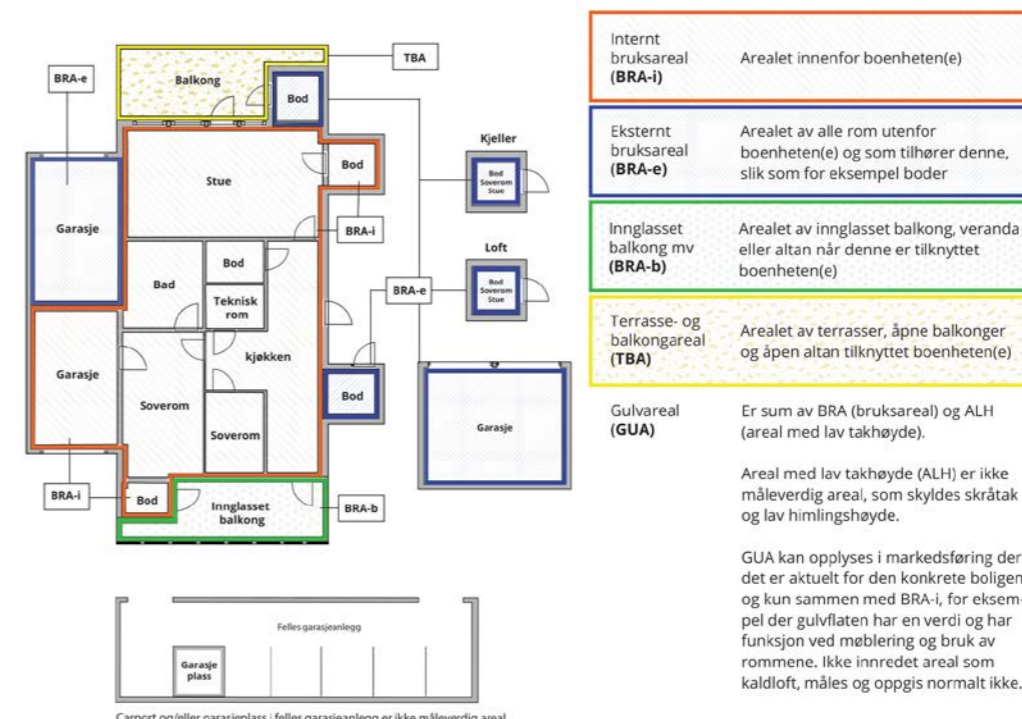 TBA
BRA-e
Balkong
Bod
Kjeller
Bod
Soverom
Stue
Stue
Bod
Garasje
BRA-i
Loft
Bod
Bad
Bod
Soverom
Stue
BRA-e
Teknisk
rom
kjøkken
Garasje
Bod
Soverom
Garasje
Soverom
BRA-i
Bod
Innglasset
balkong
BRA-b
Felles garasjeanlegg
Garasje
plass
Carport og/eller garasjeplass i felles garasjeanlegg er ikke måleverdig areal
Internt
bruksareal
(BRA-i)
Arealet innenfor boenheten(e)
Eksternt
bruksareal
(BRA-e)
Arealet av alle rom utenfor
boenheten(e) og som tilhører denne,
slik som for eksempel boder
Innglasset
balkong mv
(BRA-b)
Arealet av innglasset balkong, veranda
eller altan når denne er tilknyttet
boenheten(e)
Terrasse- og
balkongareal
(TBA)
Arealet av terrasser, åpne balkonger
og åpen altan tilknyttet boenheten(e)
Gulvareal
(GUA)
Er sum av BRA (bruksareal) og ALH
(areal med lav takhøyde).
Areal med lav takhøyde (ALH) er ikke
måleverdig areal, som skyldes skråtak
og lav himlingshøyde.
GUA kan opplyses i markedsføring der
det er aktuelt for den konkrete boligen
og kun sammen med BRA-i, for eksem-
pel der gulvflaten har en verdi og har
funksjon ved møblering og bruk av
rommene. Ikke innredet areal som
kaldloft, måles og oppgis normalt ikke.